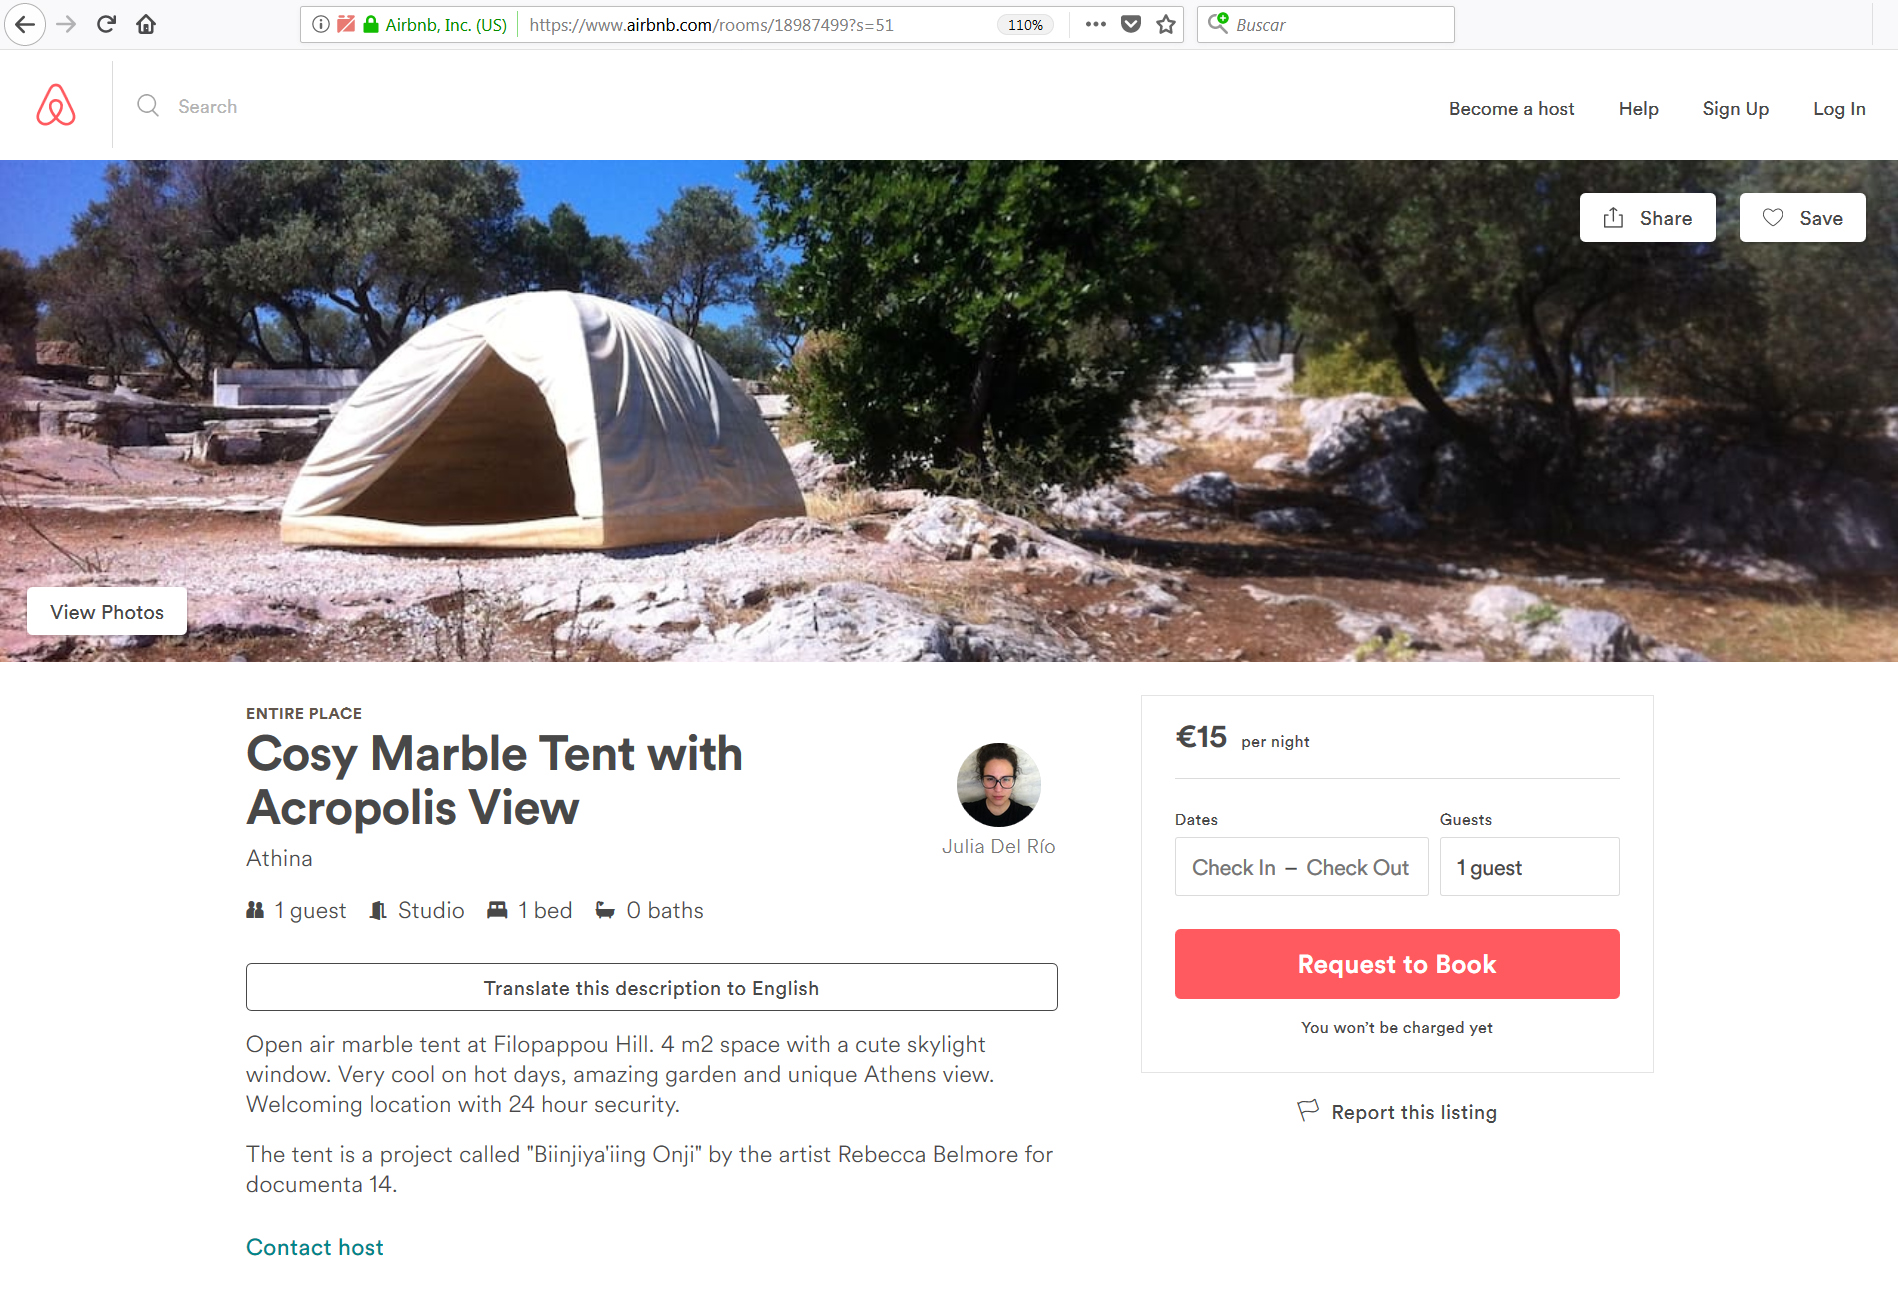 Airbnb, Inc. (US)
https://www.airbnb.com/rooms/18987499?s=51
110%
Buscar
Search
Become a host
Help
Sign Up
Log In
Share
Save
View Photos
ENTIRE PLACE
Cosy Marble Tent with
Acropolis View
Athina
Julia Del Río
1 guest
Studio
1 bed
0 baths
Translate this description to English
Open air marble tent at Filopappou Hill. 4 m2 space with a cute skylight
window. Very cool on hot days, amazing garden and unique Athens view.
Welcoming location with 24 hour security.
The tent is a project called "Biinjiya'iing Onji" by the artist Rebecca Belmore for
documenta 14.
Contact host
€15 per night
Dates
Guests
Check In – Check Out
1 guest
Request to Book
You won't be charged yet
Report this listing